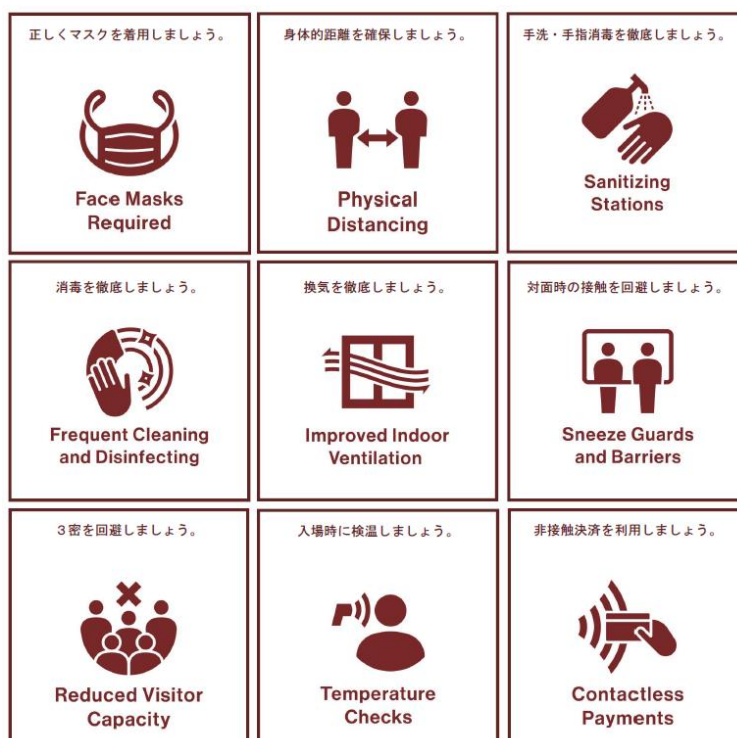 正しくマスクを着用しましょう。
Face Masks
Required
身体的距離を確保しましょう。
Physical
Distancing
手洗・手指消毒を徹底しましょう。
Sanitizing
Stations
消毒を徹底しましょう。
Frequent Cleaning
and Disinfecting
換気を徹底しましょう。
Improved Indoor
Ventilation
対面時の接触を回避しましょう。
Sneeze Guards
and Barriers
３密を回避しましょう。
Reduced Visitor
Capacity
入場時に検温しましょう。
Temperature
Checks
非接触決済を利用しましょう。
Contactless
Payments